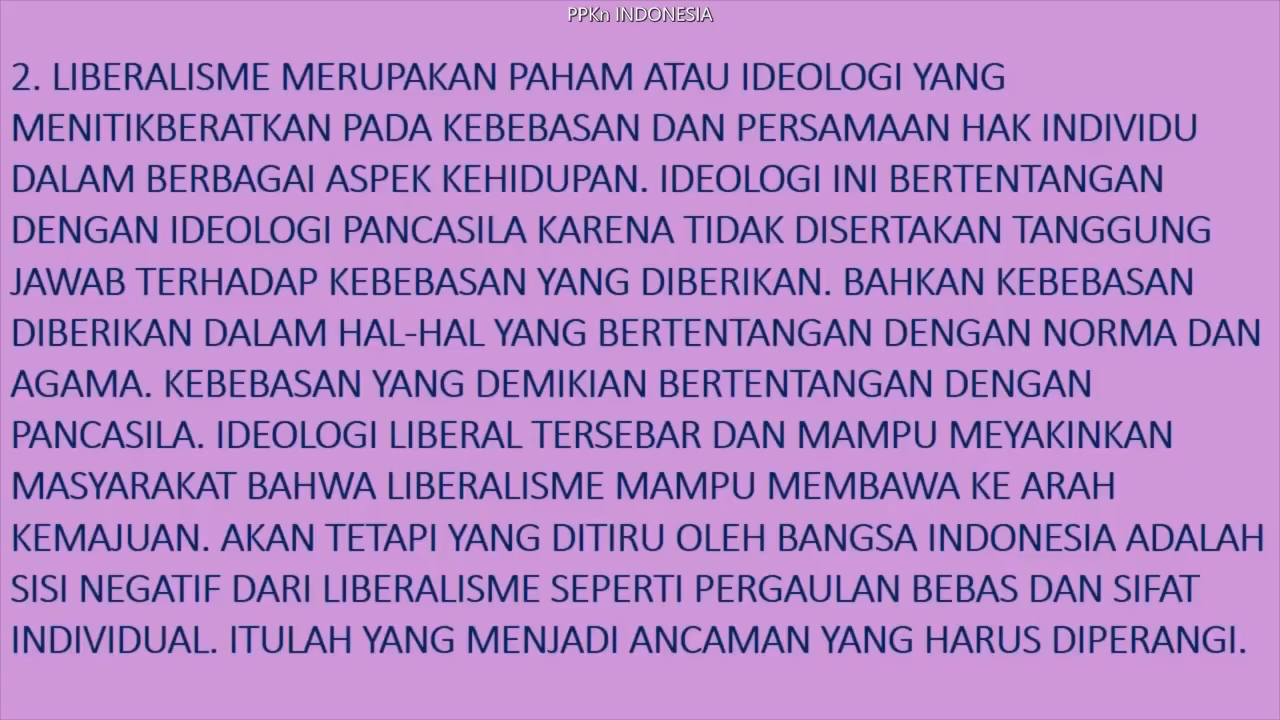 PPKn INDONESIA
2. LIBERALISME MERUPAKAN PAHAM ATAU IDEOLOGI YANG
MENITIKBERATKAN PADA KEBEBASAN DAN PERSAMAAN HAK INDIVIDU
DALAM BERBAGAI ASPEK KEHIDUPAN. IDEOLOGI INI BERTENTANGAN
DENGAN IDEOLOGI PANCASILA KARENA TIDAK DISERTAKAN TANGGUNG
JAWAB TERHADAP KEBEBASAN YANG DIBERIKAN. BAHKAN KEBEBASAN
DIBERIKAN DALAM HAL-HAL YANG BERTENTANGAN DENGAN NORMA DAN
AGAMA. KEBEBASAN YANG DEMIKIAN BERTENTANGAN DENGAN
PANCASILA. IDEOLOGI LIBERAL TERSEBAR DAN MAMPU MEYAKINKAN
MASYARAKAT BAHWA LIBERALISME MAMPU MEMBAWA KE ARAH
KEMAJUAN. AKAN TETAPI YANG DITIRU OLEH BANGSA INDONESIA ADALAH
SISI NEGATIF DARI LIBERALISME SEPERTI PERGAULAN BEBAS DAN SIFAT
INDIVIDUAL. ITULAH YANG MENJADI ANCAMAN YANG HARUS DIPERANGI.